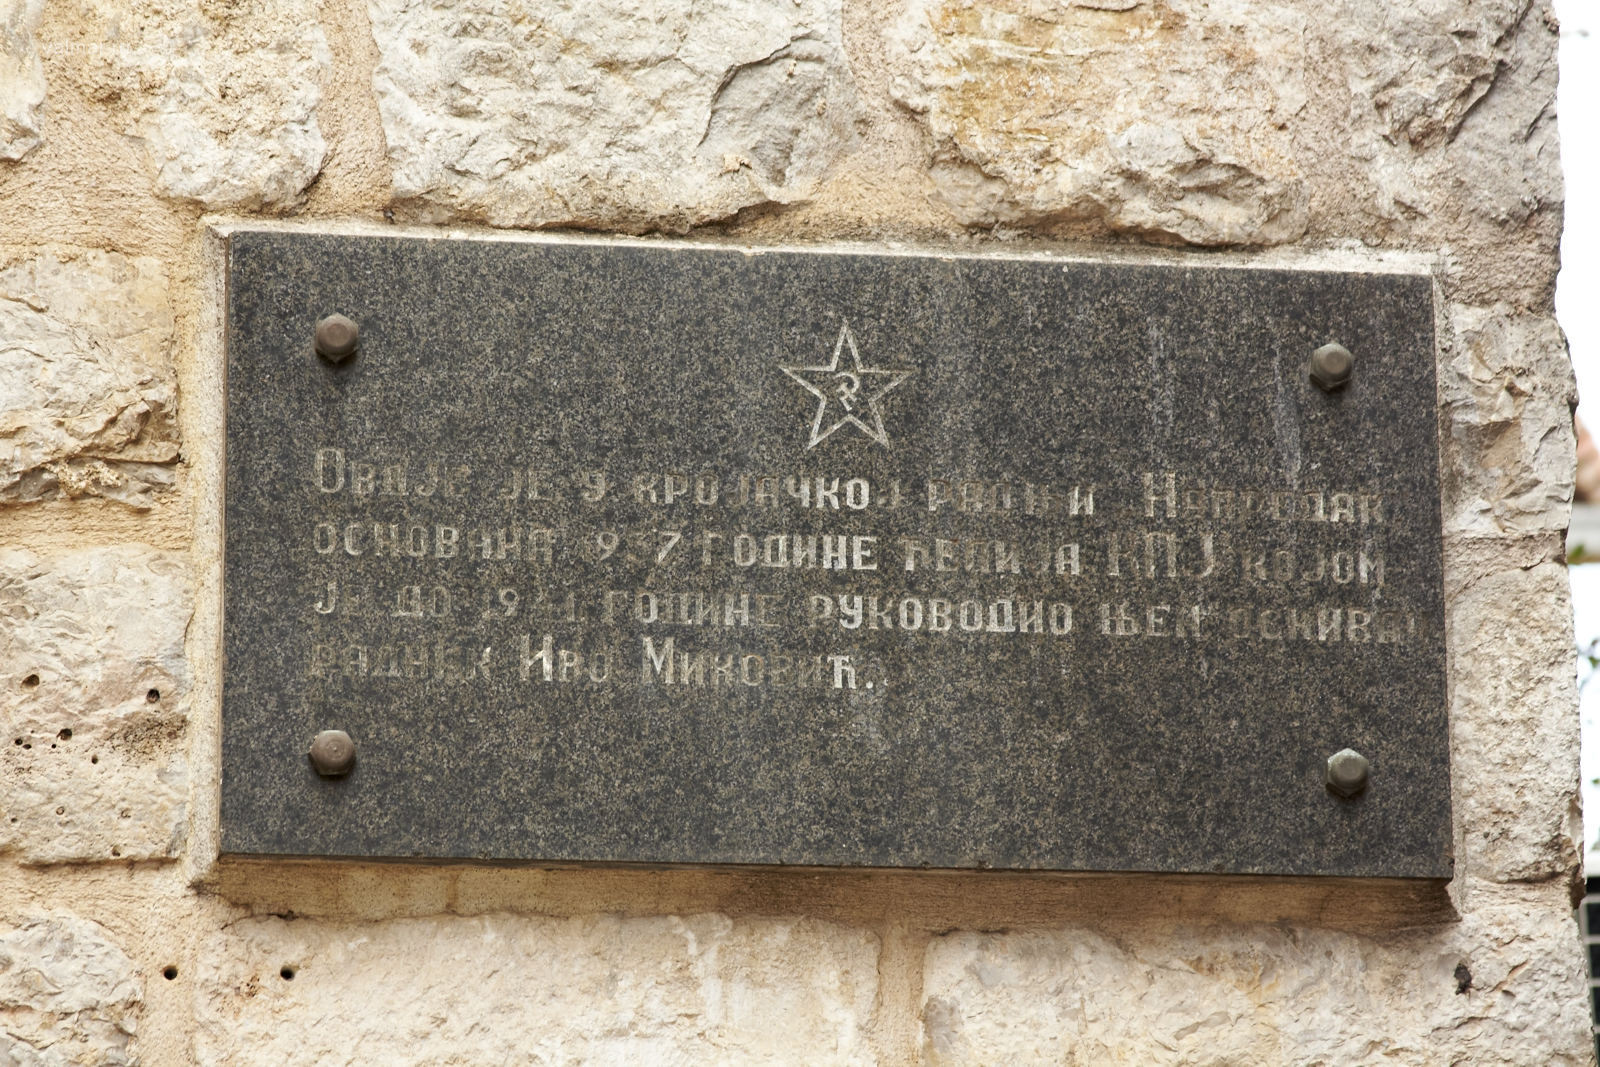 Овдје је у кројачкој радњи Напредак
основана 1937 године ћелија КПЈ којом
је до 1941. године руководио њен оснивач
радник Иво Миковић.